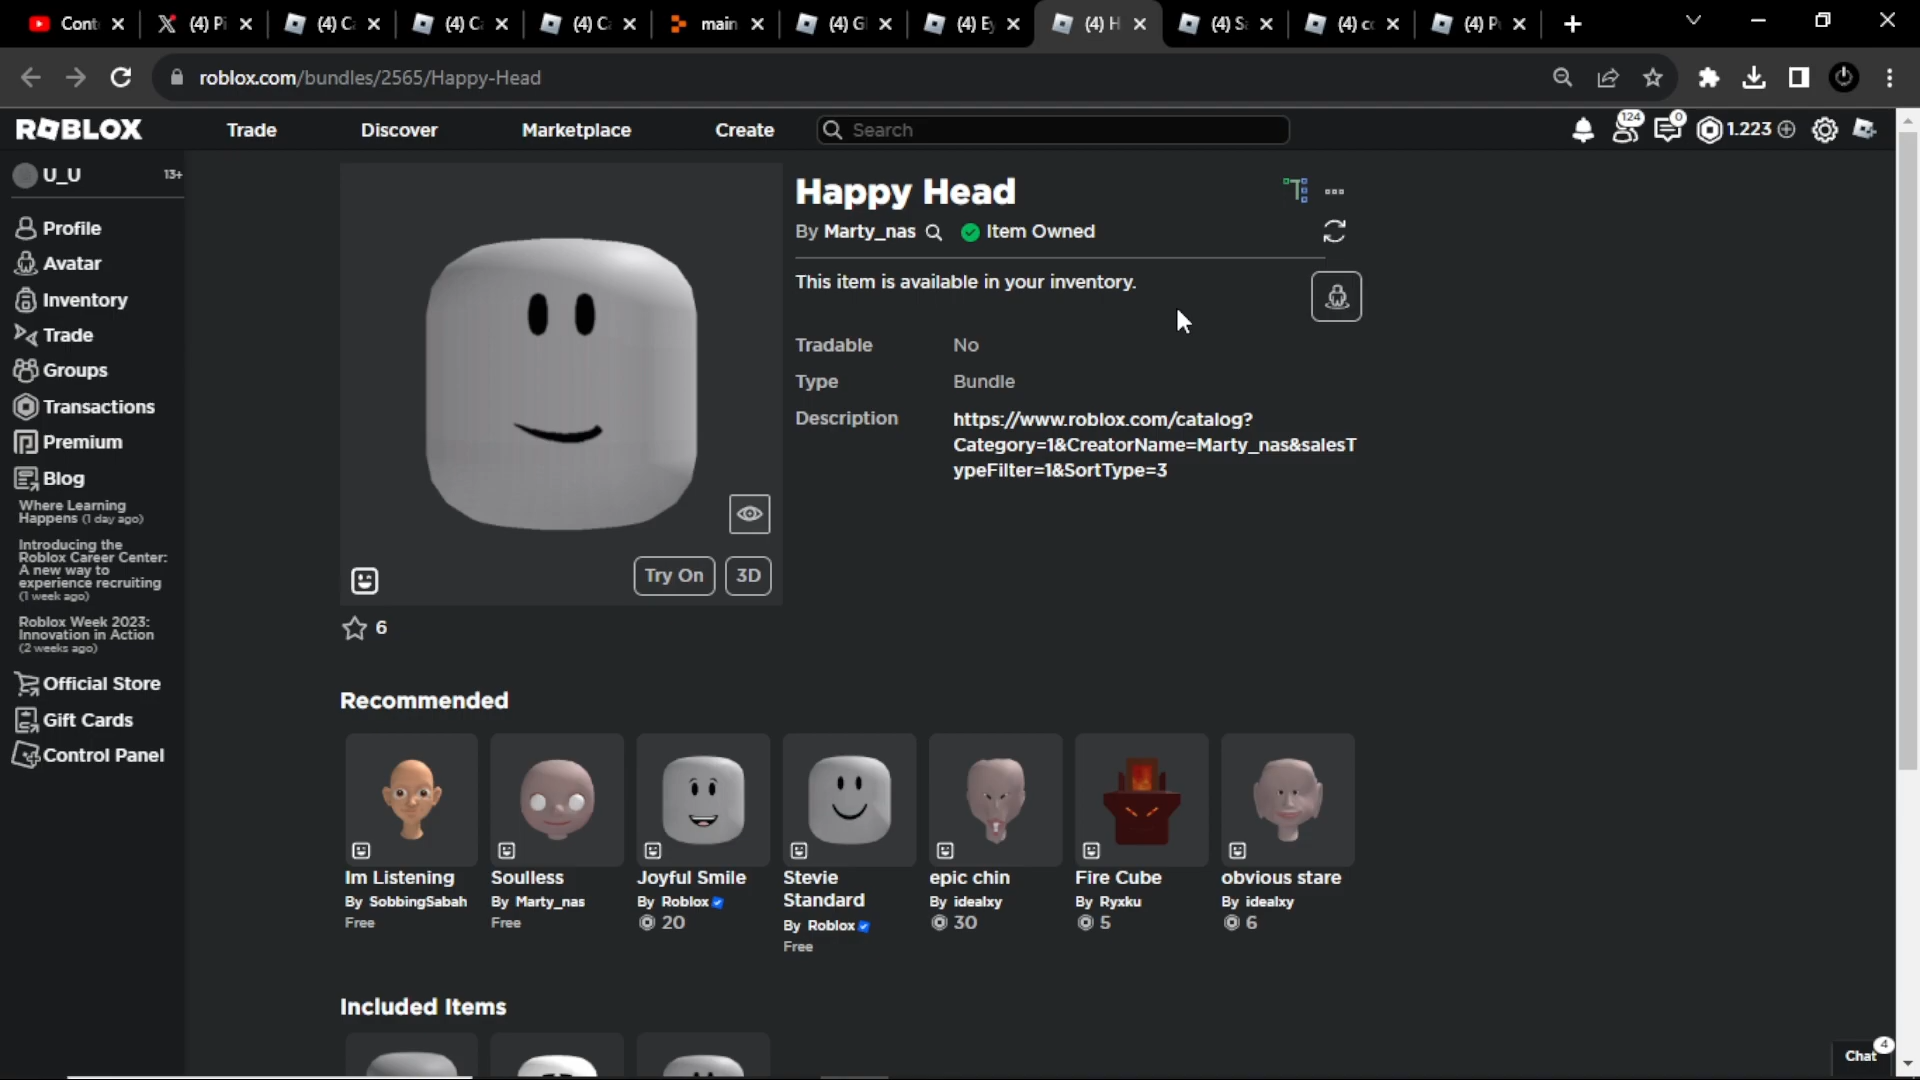 Cont
(4) Pi
(4) C
(4) C
(4) C
main
(4) G
(4) Ey
(4) H
(4) S
(4) c
(4) P
roblox.com/bundles/2565/Happy-Head
ROBLOX
Trade
Discover
Marketplace
Create
Search
124
0
1.223
U_U
13+
Profile
Avatar
Inventory
Trade
Groups
Transactions
Premium
Blog
Where Learning
Happens (1 day ago)
Introducing the
Roblox Career Center:
A new way to
experience recruiting
(1 week ago)
Roblox Week 2023:
Innovation in Action
(2 weeks ago)
Official Store
Gift Cards
Control Panel
Try On
3D
6
Happy Head
By Marty_nas
Item Owned
This item is available in your inventory.
Tradable
No
Type
Bundle
Description
https://www.roblox.com/catalog?
Category=1&CreatorName=Marty_nas&salesT
ypeFilter=1&SortType=3
Recommended
Im Listening
By SobbingSabah
Free
Soulless
By Marty_nas
Free
Joyful Smile
By Roblox
20
Stevie
Standard
By Roblox
Free
epic chin
By idealxy
30
Fire Cube
By Ryxku
5
obvious stare
By idealxy
6
Included Items
Chat
4